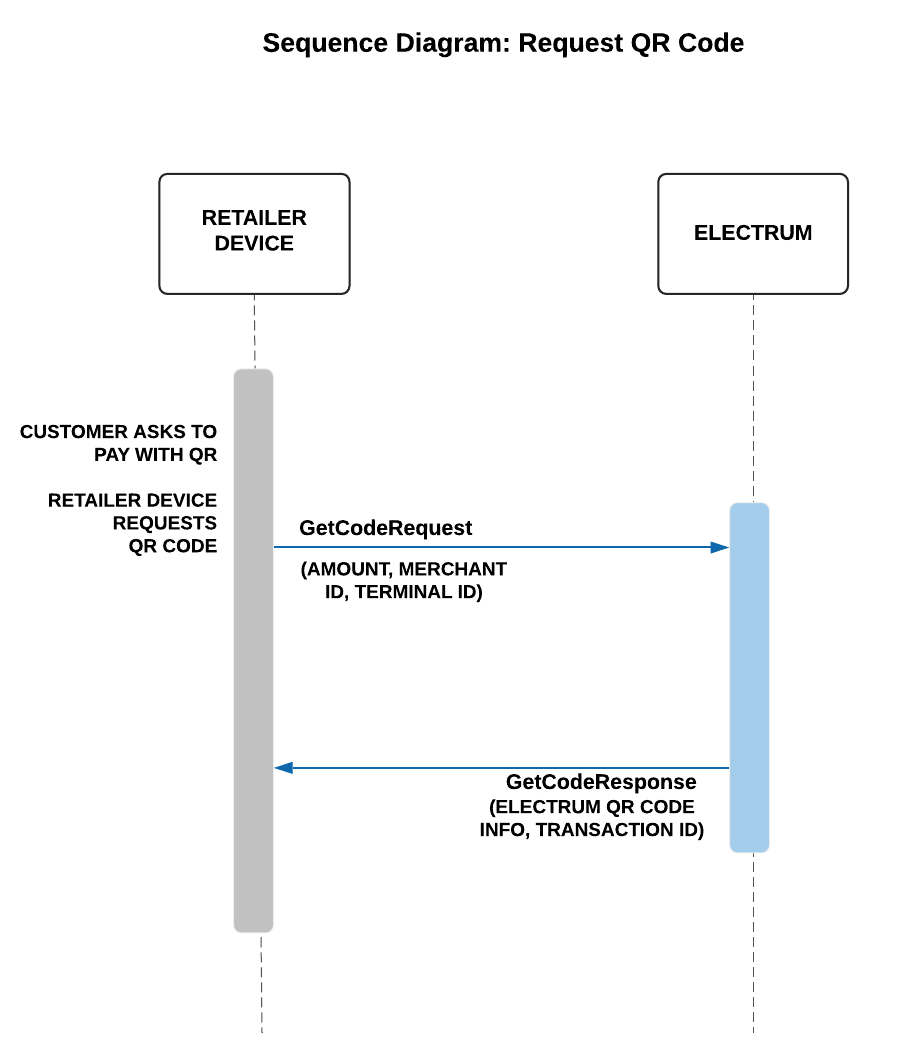 Sequence Diagram: Request QR Code
RETAILER
DEVICE
ELECTRUM
CUSTOMER ASKS TO
PAY WITH QR
RETAILER DEVICE
REQUESTS
QR CODE
GetCodeRequest
(AMOUNT, MERCHANT
ID, TERMINAL ID)
GetCodeResponse
(ELECTRUM QR CODE
INFO, TRANSACTION ID)